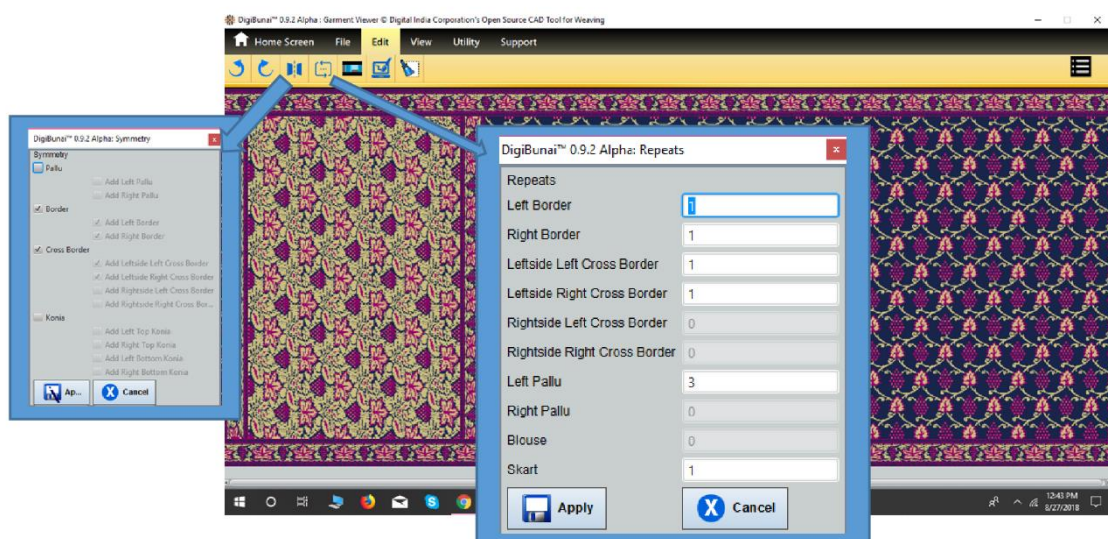 DigiBunai™ 0.9.2 Alpha : Garment Viewer © Digital India Corporation's Open Source CAD Tool for Weaving
Home Screen File Edit View Utility Support
DigiBunai™ 0.9.2 Alpha: Symmetry
Symmetry
Pallu
Add Left Pallu
Add Right Pallu
Border
Add Left Border
Add Right Border
Cross Border
Add Leftside Left Cross Border
Add Leftside Right Cross Border
Add Rightside Left Cross Border
Add Rightside Right Cross Bor...
Konia
Add Left Top Konia
Add Right Top Konia
Add Left Bottom Konia
Add Right Bottom Konia
Ap... Cancel
DigiBunai™ 0.9.2 Alpha: Repeats
Repeats
Left Border 1
Right Border 1
Leftside Left Cross Border 1
Leftside Right Cross Border 1
Rightside Left Cross Border 0
Rightside Right Cross Border 0
Left Pallu 3
Right Pallu 0
Blouse 0
Skart 1
Apply Cancel
12:43 PM
8/27/2018